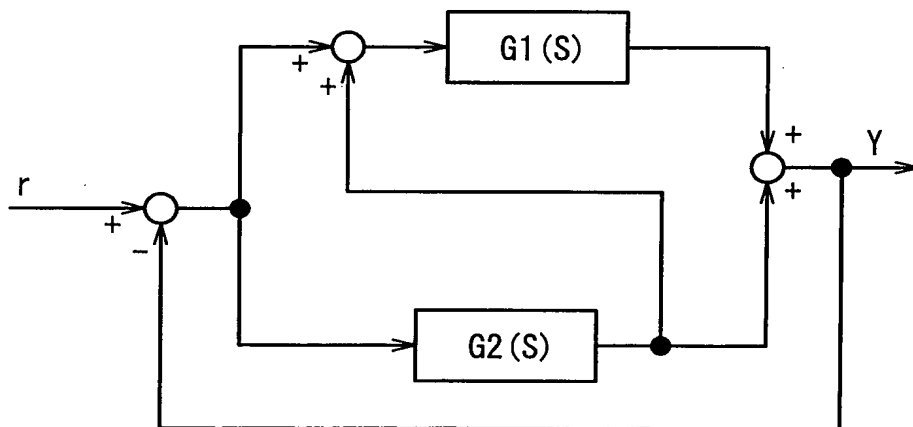 G1(S)
+
+
+
Y
+
r
+
-
G2(S)